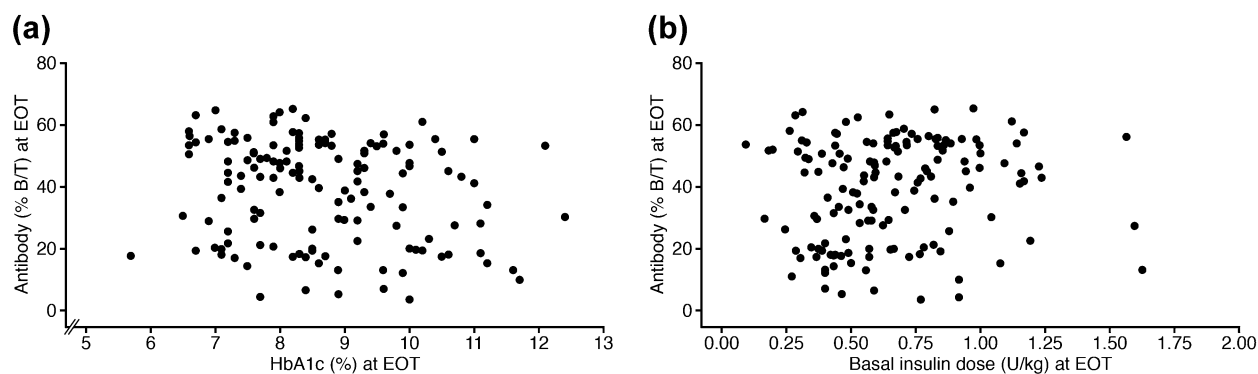 (a)
80
60
40
20
0
Antibody (% B/T) at EOT
5 6 7 8 9 10 11 12 13
HbA1c (%) at EOT
(b)
80
60
40
20
0
Antibody (% B/T) at EOT
0.00 0.25 0.50 0.75 1.00 1.25 1.50 1.75 2.00
Basal insulin dose (U/kg) at EOT